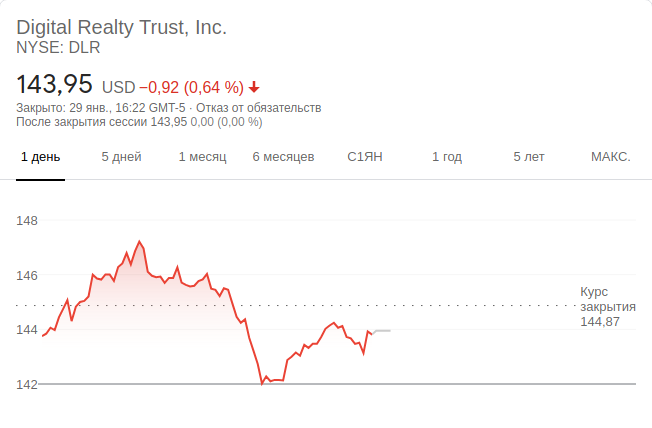 Digital Realty Trust, Inc.
NYSE: DLR
143,95 USD −0,92 (0,64 %)
Закрыто: 29 янв., 16:22 GMT-5 · Отказ от обязательств
После закрытия сессии 143,95 0,00 (0,00 %)
1 день 5 дней 1 месяц 6 месяцев С1ЯН 1 год 5 лет МАКС.
148
146
Курс
закрытия
144,87
144
142